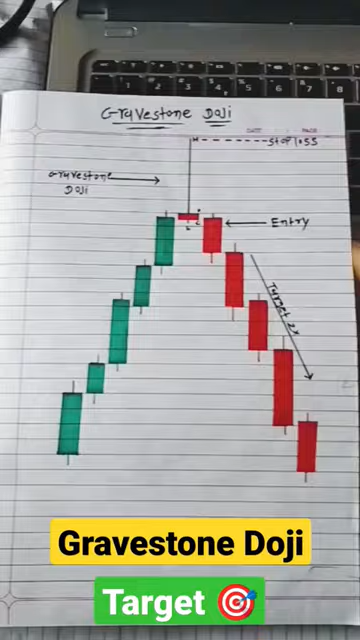 Gravestone Doji
DATE PAGE
H
STOP LOSS
Gravestone
Doji
L
C
Entry
Target 2x
Gravestone Doji
Target 🎯